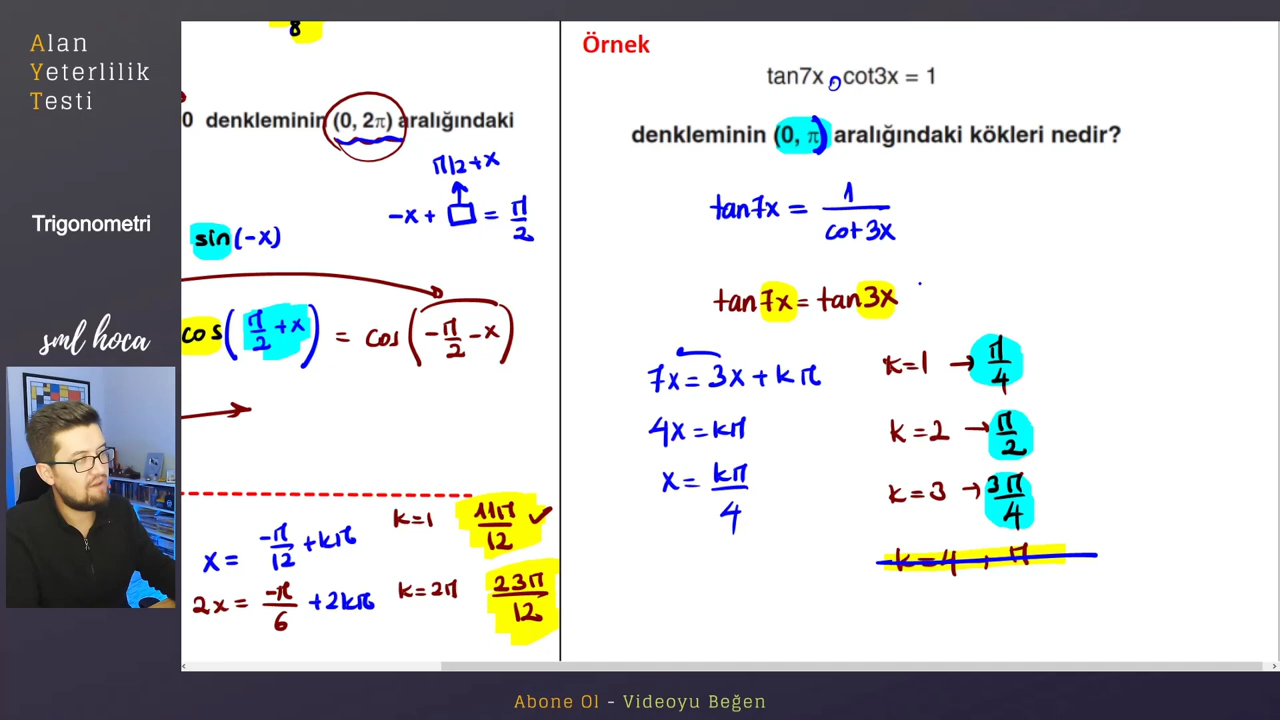 Alan
Yeterlilik
Testi
Trigonometri
sml hoca
8
0 denkleminin (0, 2π) aralığındaki
π/2 + x
-x + □ = π/2
sin(-x)
cos(π/2 + x) = cos(-π/2 - x)
x = -π/12 + kπ
2x = -π/6 + 2kπ
k=1 11π/12 ✓
k=2π 23π/12
Örnek
tan7x . cot3x = 1
denkleminin (0, π) aralığındaki kökleri nedir?
tan7x = 1/cot3x
tan7x = tan3x
7x = 3x + kπ
4x = kπ
x = kπ/4
k=1 → π/4
k=2 → π/2
k=3 → 3π/4
k=4, π
Abone Ol - Videoyu Beğen